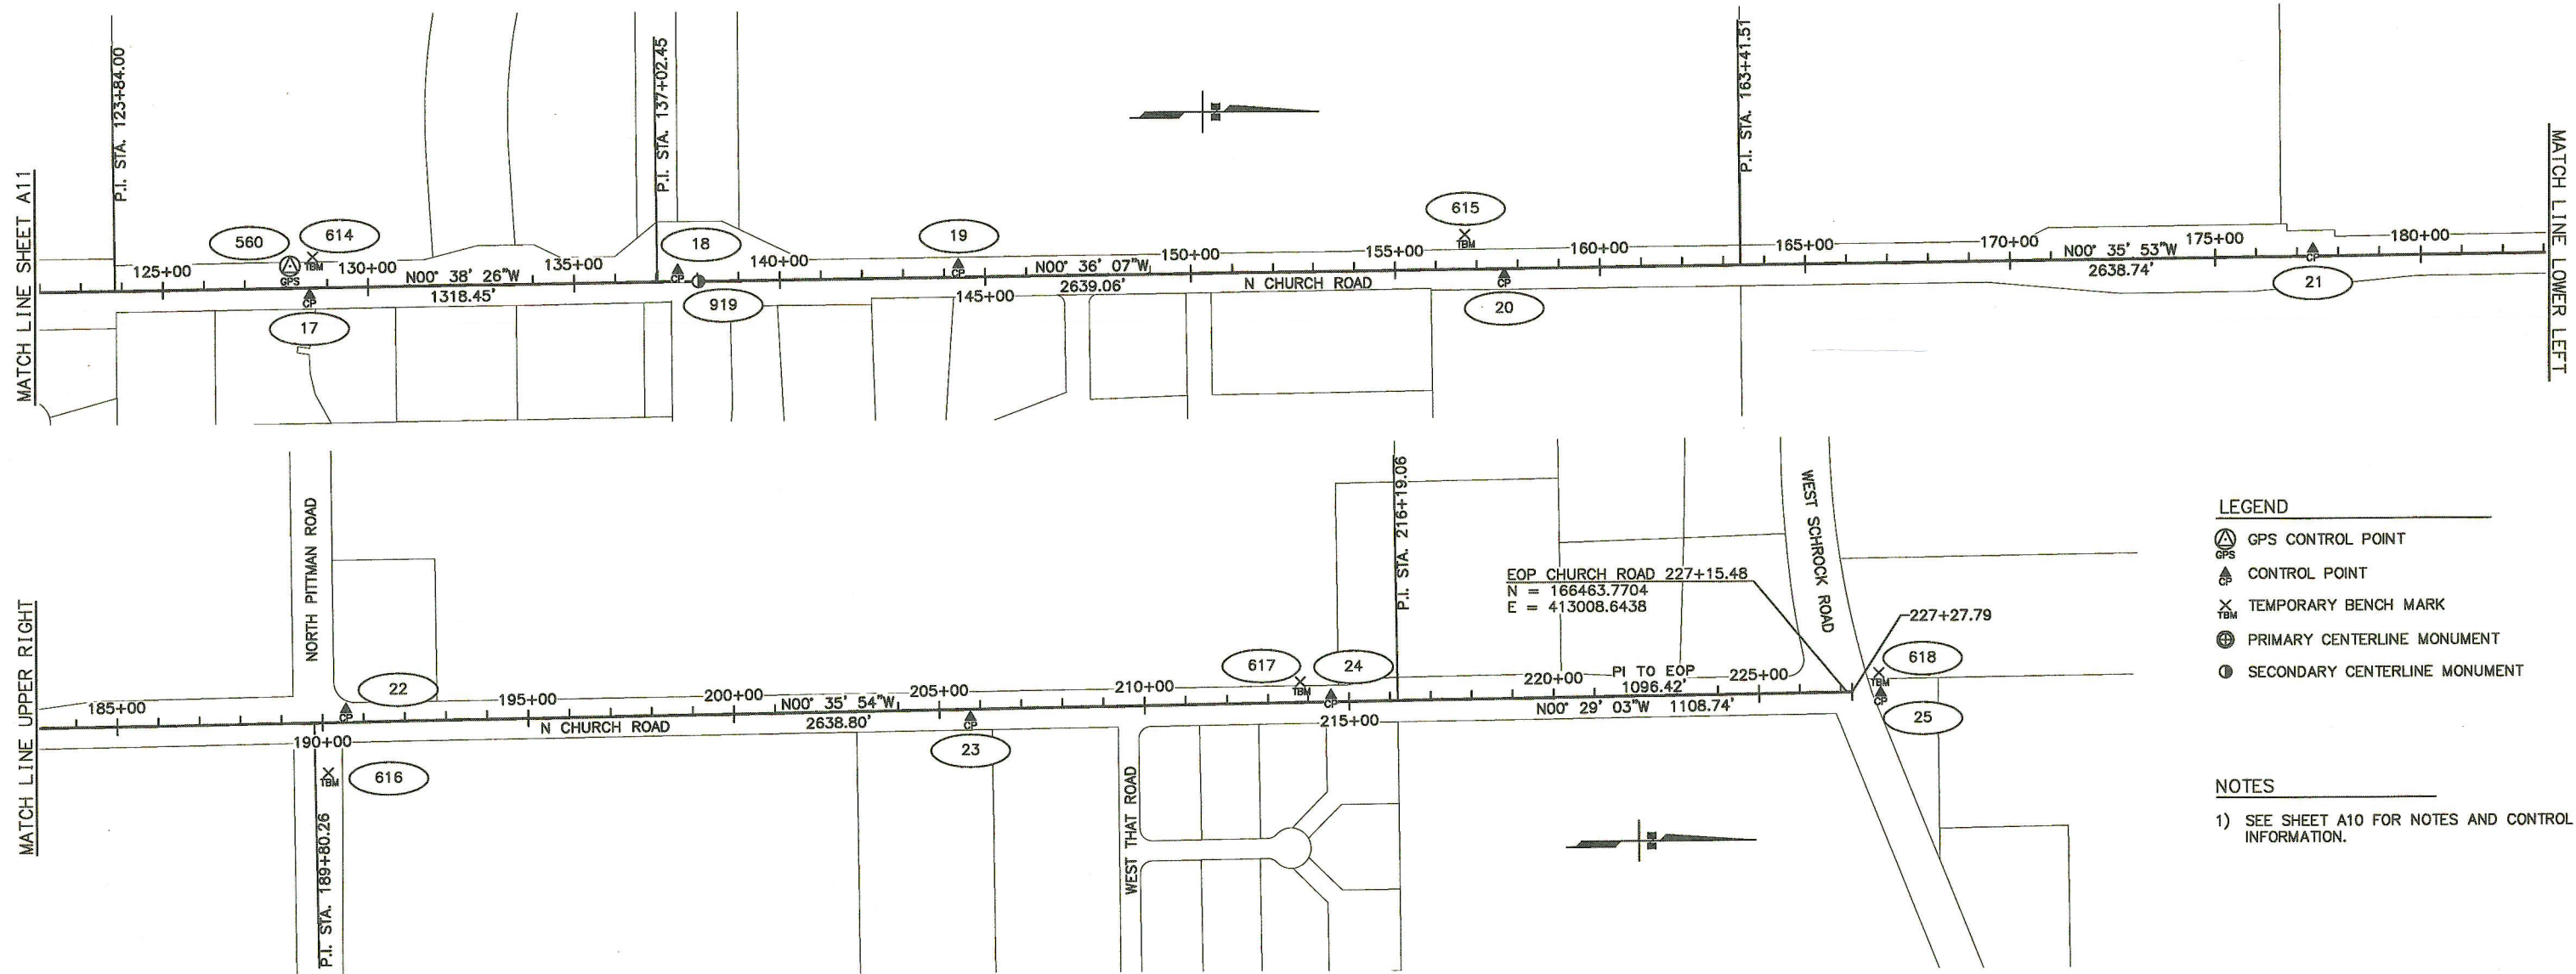 MATCH LINE SHEET A11
P.I. STA. 123+84.00
P.I. STA. 137+02.45
P.I. STA. 163+41.51
MATCH LINE LOWER LEFT
560
614
18
19
615
125+00
GPS
TBM
130+00
135+00
140+00
150+00
155+00
TBM
160+00
165+00
170+00
175+00
180+00
N00° 38' 26"W
1318.45'
CP
CP
CP
N00° 36' 07"W
2639.06'
145+00
N CHURCH ROAD
CP
N00° 35' 53"W
2638.74'
CP
17
919
20
21
MATCH LINE UPPER RIGHT
NORTH PITTMAN ROAD
P.I. STA. 216+19.06
WEST SCHROCK ROAD
EOP CHURCH ROAD 227+15.48
N = 166463.7704
E = 413008.6438
227+27.79
22
617
24
618
185+00
CP
195+00
200+00
205+00
210+00
TBM
CP
220+00
PI TO EOP
1096.42'
225+00
TBM
CP
190+00
N CHURCH ROAD
N00° 35' 54"W
2638.80'
CP
215+00
N00° 29' 03"W 1108.74'
25
23
TBM
616
P.I. STA. 189+80.26
WEST THAT ROAD
LEGEND
GPS
GPS CONTROL POINT
CP
CONTROL POINT
TBM
TEMPORARY BENCH MARK
PRIMARY CENTERLINE MONUMENT
SECONDARY CENTERLINE MONUMENT
NOTES
1) SEE SHEET A10 FOR NOTES AND CONTROL
INFORMATION.